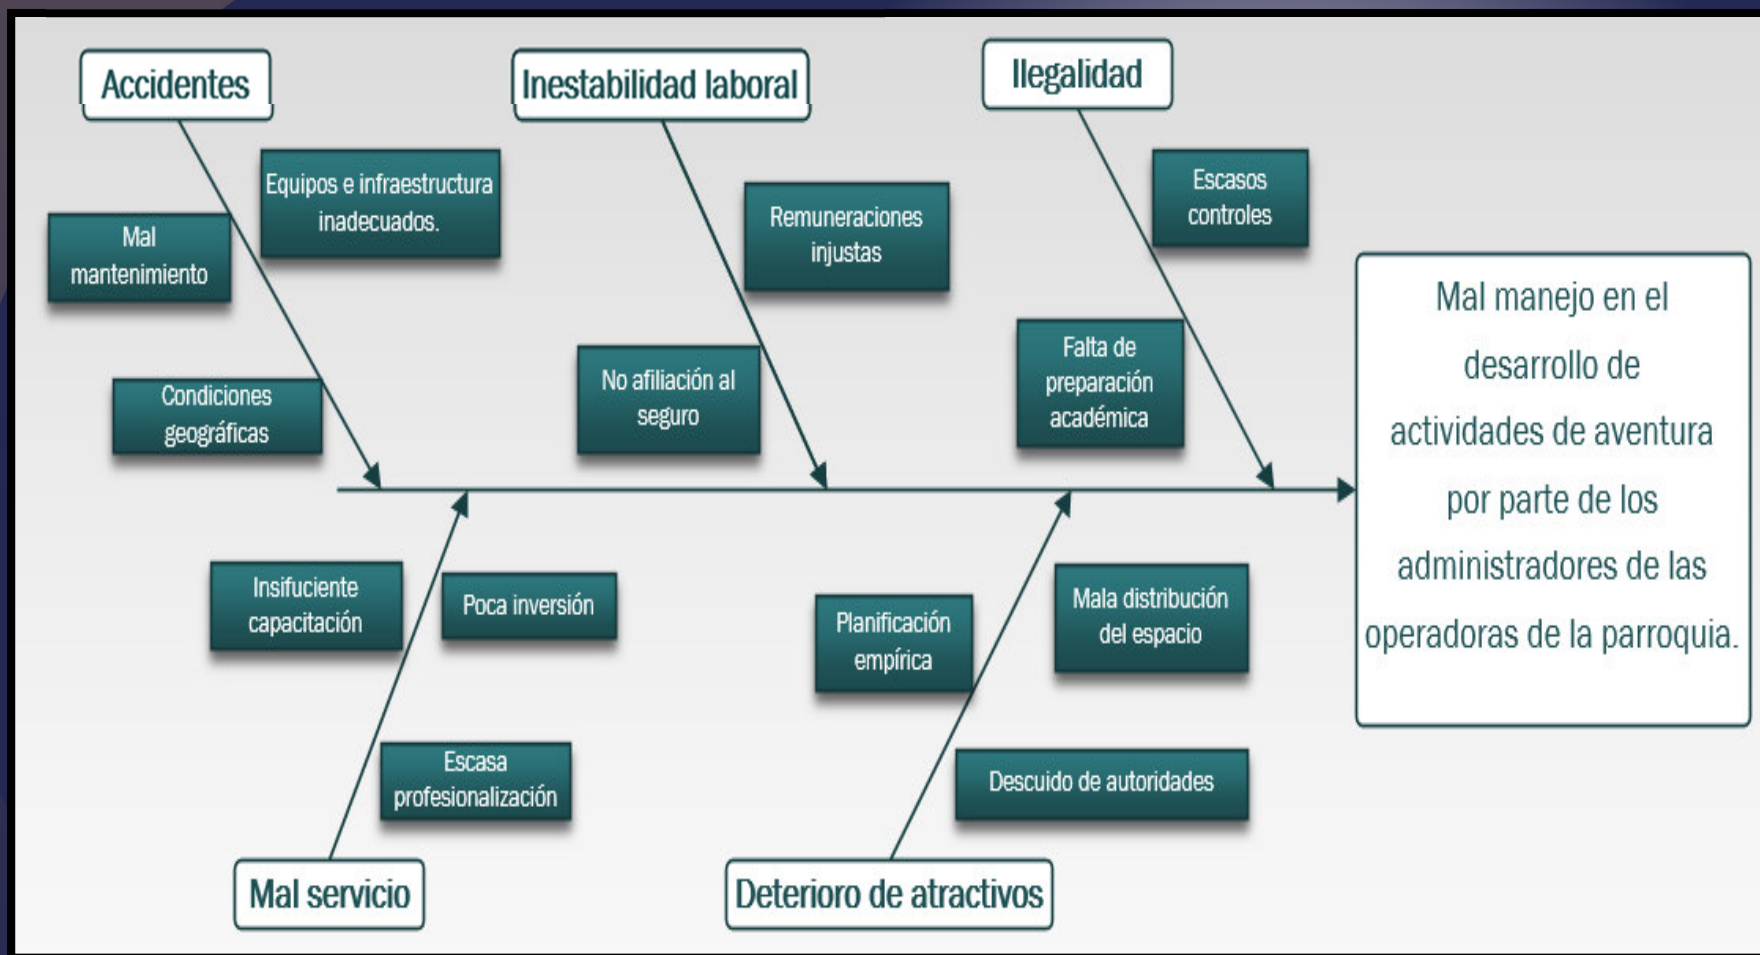 Accidentes
Inestabilidad laboral
Ilegalidad
Equipos e infraestructura
inadecuados.
Mal
mantenimiento
Condiciones
geográficas
Remuneraciones
injustas
No afiliación al
seguro
Escasos
controles
Falta de
preparación
académica
Mal manejo en el
desarrollo de
actividades de aventura
por parte de los
administradores de las
operadoras de la parroquia.
Insifuciente
capacitación
Poca inversión
Escasa
profesionalización
Planificación
empírica
Mala distribución
del espacio
Descuido de autoridades
Mal servicio
Deterioro de atractivos